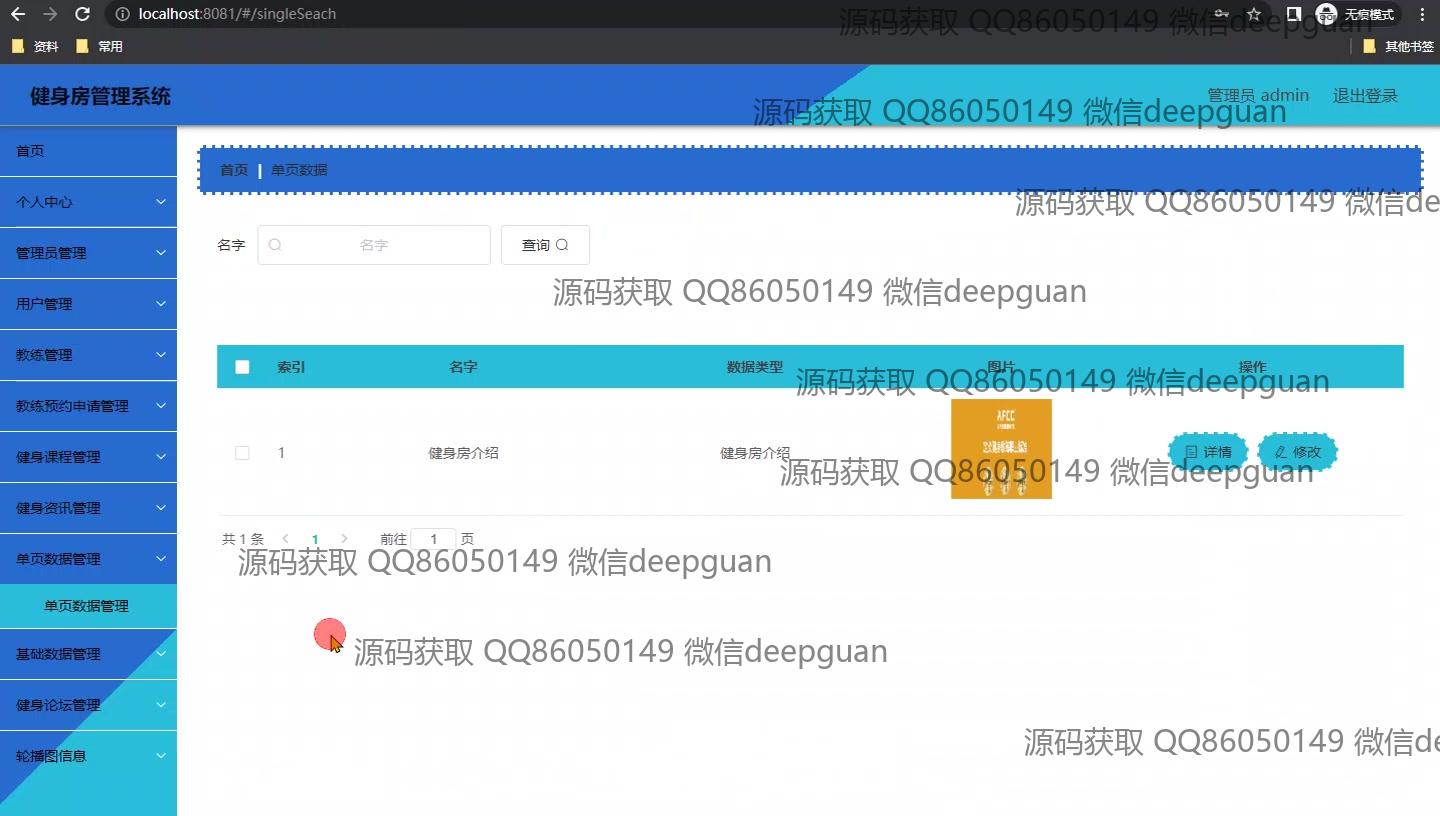 localhost:8081/#/singleSeach
无痕模式
源码获取 QQ86050149 微信deepguan
资料 常用 其他书签
健身房管理系统
管理员 admin 退出登录
源码获取 QQ86050149 微信deepguan
首页
首页 单页数据
源码获取 QQ86050149 微信de
个人中心
名字 名字 查询
管理员管理
源码获取 QQ86050149 微信deepguan
用户管理
教练管理
索引 名字 数据类型 图片 操作
源码获取 QQ86050149 微信deepguan
教练预约申请管理
AFCC
1 健身房介绍 健身房介绍 详情 修改
健身课程管理
源码获取 QQ86050149 微信deepguan
健身资讯管理
共 1 条 1 前往 1 页
单页数据管理
源码获取 QQ86050149 微信deepguan
单页数据管理
基础数据管理
源码获取 QQ86050149 微信deepguan
健身论坛管理
源码获取 QQ86050149 微信de
轮播图信息